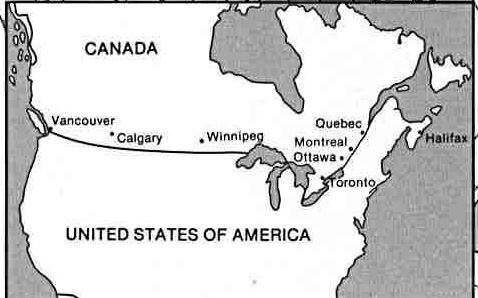 CANADA
Vancouver
Calgary
Winnipeg
Quebec
Montreal
Ottawa
Halifax
Toronto
UNITED STATES OF AMERICA